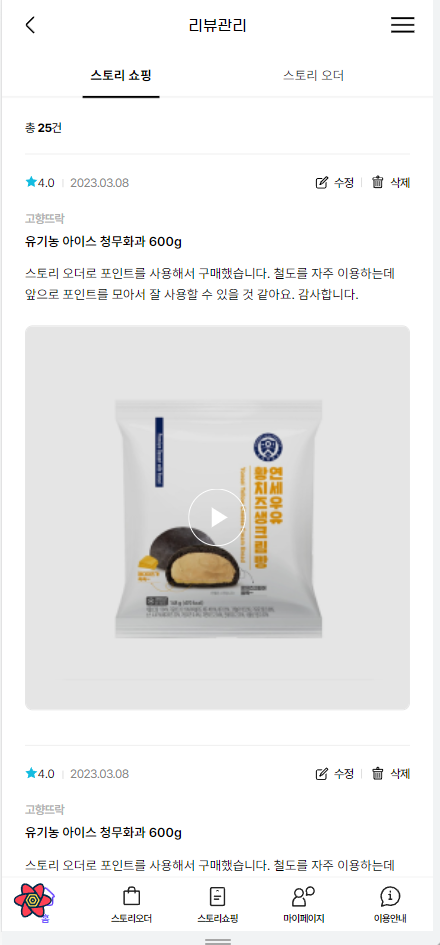 리뷰관리
스토리 쇼핑
스토리 오더
총 25건
4.0 2023.03.08 수정 삭제
고향뜨락
유기농 아이스 청무화과 600g
스토리 오더로 포인트를 사용해서 구매했습니다. 철도를 자주 이용하는데
앞으로 포인트를 모아서 잘 사용할 수 있을 것 같아요. 감사합니다.
연세우유
황치즈생크림빵
4.0 2023.03.08 수정 삭제
고향뜨락
유기농 아이스 청무화과 600g
스토리 오더로 포인트를 사용해서 구매했습니다. 철도를 자주 이용하는데
홈 스토리오더 스토리쇼핑 마이페이지 이용안내